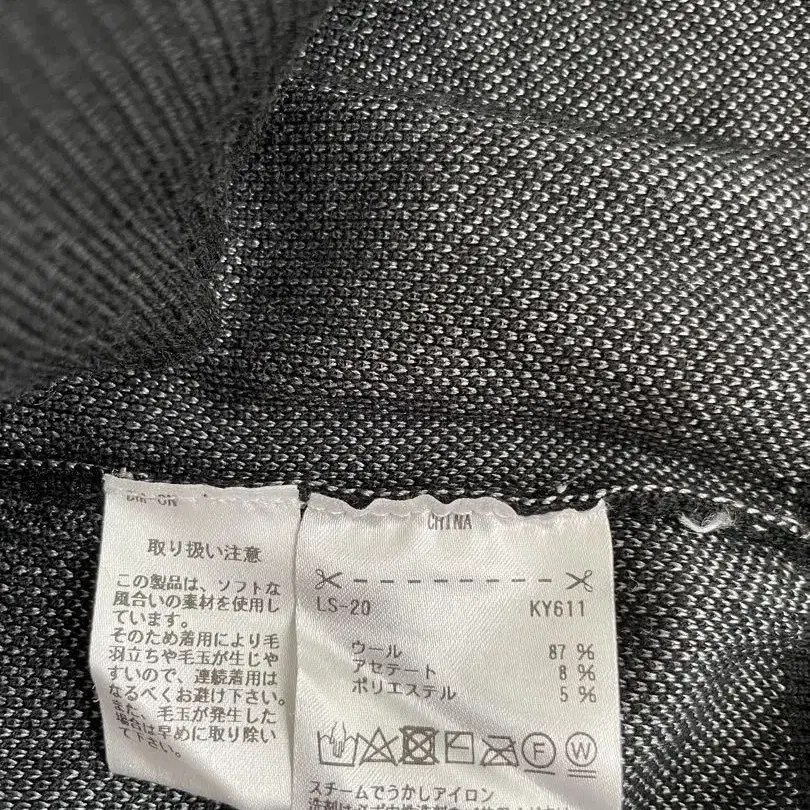 取り扱い注意
この製品は、ソフトな
風合いの素材を使用し
ています。
そのため着用により毛
羽立ちや毛玉が生じや
すいので、連続着用は
なるべくお避け下さい。
また、毛玉が発生した
場合は早めに取り除い
て下さい。
CHINA
LS-20 KY611
ウール 87 %
アセテート 8 %
ポリエステル 5 %
F W
スチームでうかしアイロン